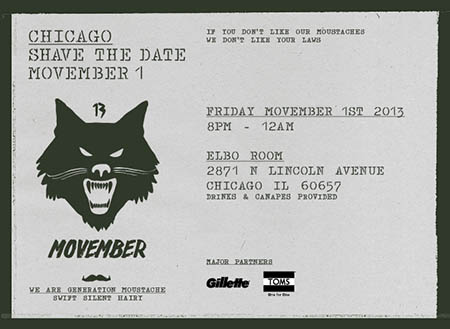 CHICAGO
SHAVE THE DATE
MOVEMBER 1
13
MOVEMBER
WE ARE GENERATION MOUSTACHE
SWIFT SILENT HAIRY
IF YOU DON'T LIKE OUR MOUSTACHES
WE DON'T LIKE YOUR LAWS
FRIDAY MOVEMBER 1ST 2013
8PM - 12AM
ELBO ROOM
2871 N LINCOLN AVENUE
CHICAGO IL 60657
DRINKS & CANAPES PROVIDED
MAJOR PARTNERS
Gillette
TOMS
One for One